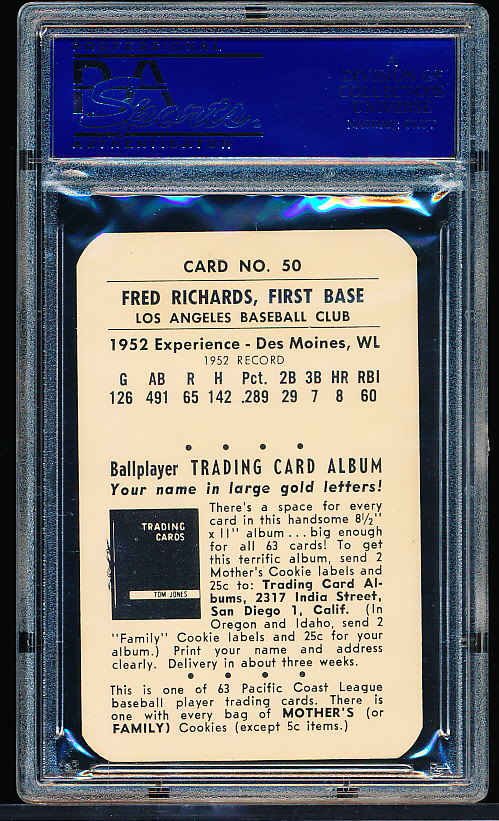 PROFESSIONAL
PSA
Sports
AUTHENTICATOR
A
DIVISION OF
COLLECTORS
UNIVERSE
NASDAQ: CLCT
CARD NO. 50
FRED RICHARDS, FIRST BASE
LOS ANGELES BASEBALL CLUB
1952 Experience - Des Moines, WL
1952 RECORD
G AB R H Pct. 2B 3B HR RBI
126 491 65 142 .289 29 7 8 60
Ballplayer TRADING CARD ALBUM
Your name in large gold letters!
TRADING
CARDS
TOM JONES
There's a space for every
card in this handsome 8½"
x 11" album . . . big enough
for all 63 cards! To get
this terrific album, send 2
Mother's Cookie labels and
25c to: Trading Card Al-
bums, 2317 India Street,
San Diego 1, Calif. (In
Oregon and Idaho, send 2
"Family" Cookie labels and 25c for your
album.) Print your name and address
clearly. Delivery in about three weeks.
This is one of 63 Pacific Coast League
baseball player trading cards. There is
one with every bag of MOTHER'S (or
FAMILY) Cookies (except 5c items.)